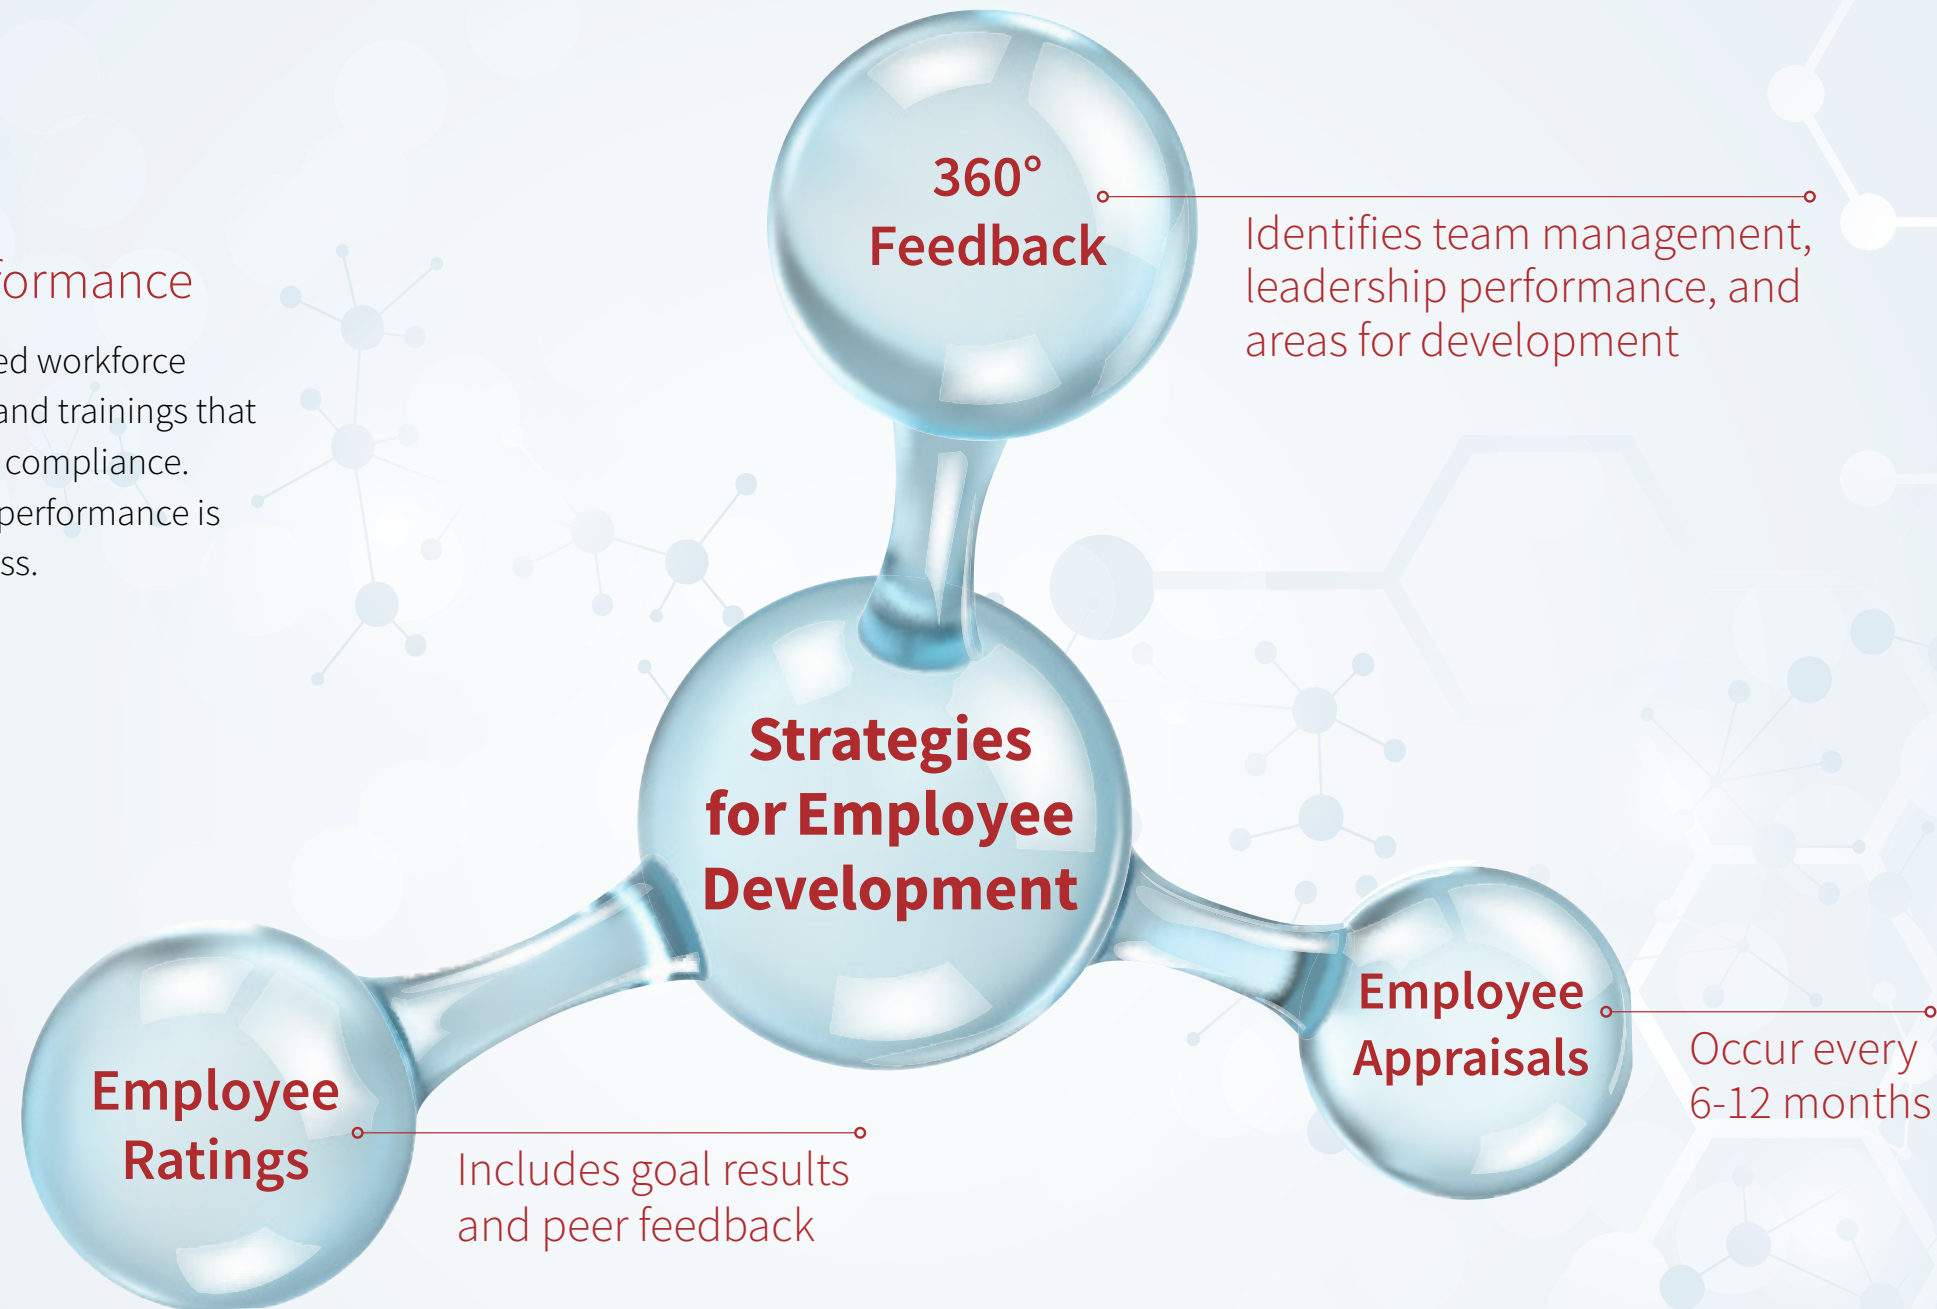 360°
Feedback
Identifies team management,
leadership performance, and
areas for development
formance
ed workforce
and trainings that
compliance.
performance is
ss.
Strategies
for Employee
Development
Employee
Appraisals
Occur every
6-12 months
Employee
Ratings
Includes goal results
and peer feedback